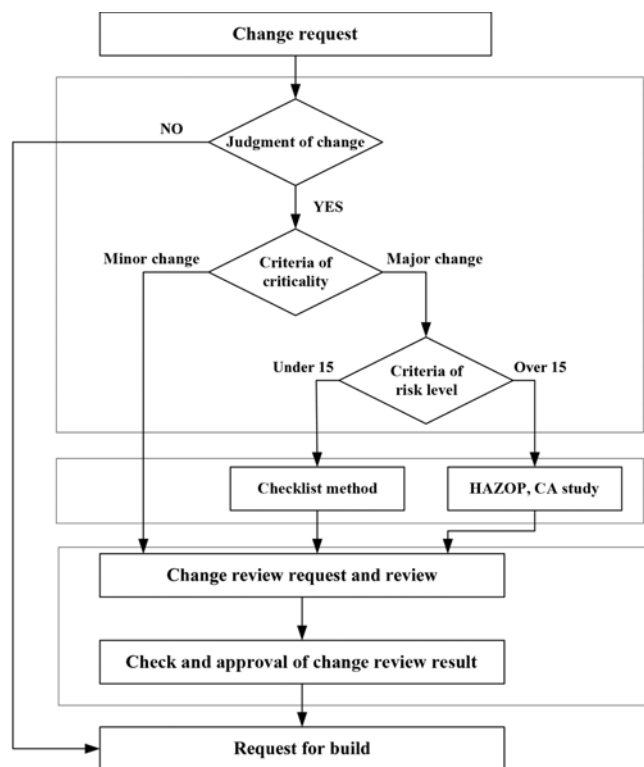 Change request
NO
Judgment of change
YES
Minor change
Criteria of
criticality
Major change
Under 15
Criteria of
risk level
Over 15
Checklist method
HAZOP, CA study
Change review request and review
Check and approval of change review result
Request for build